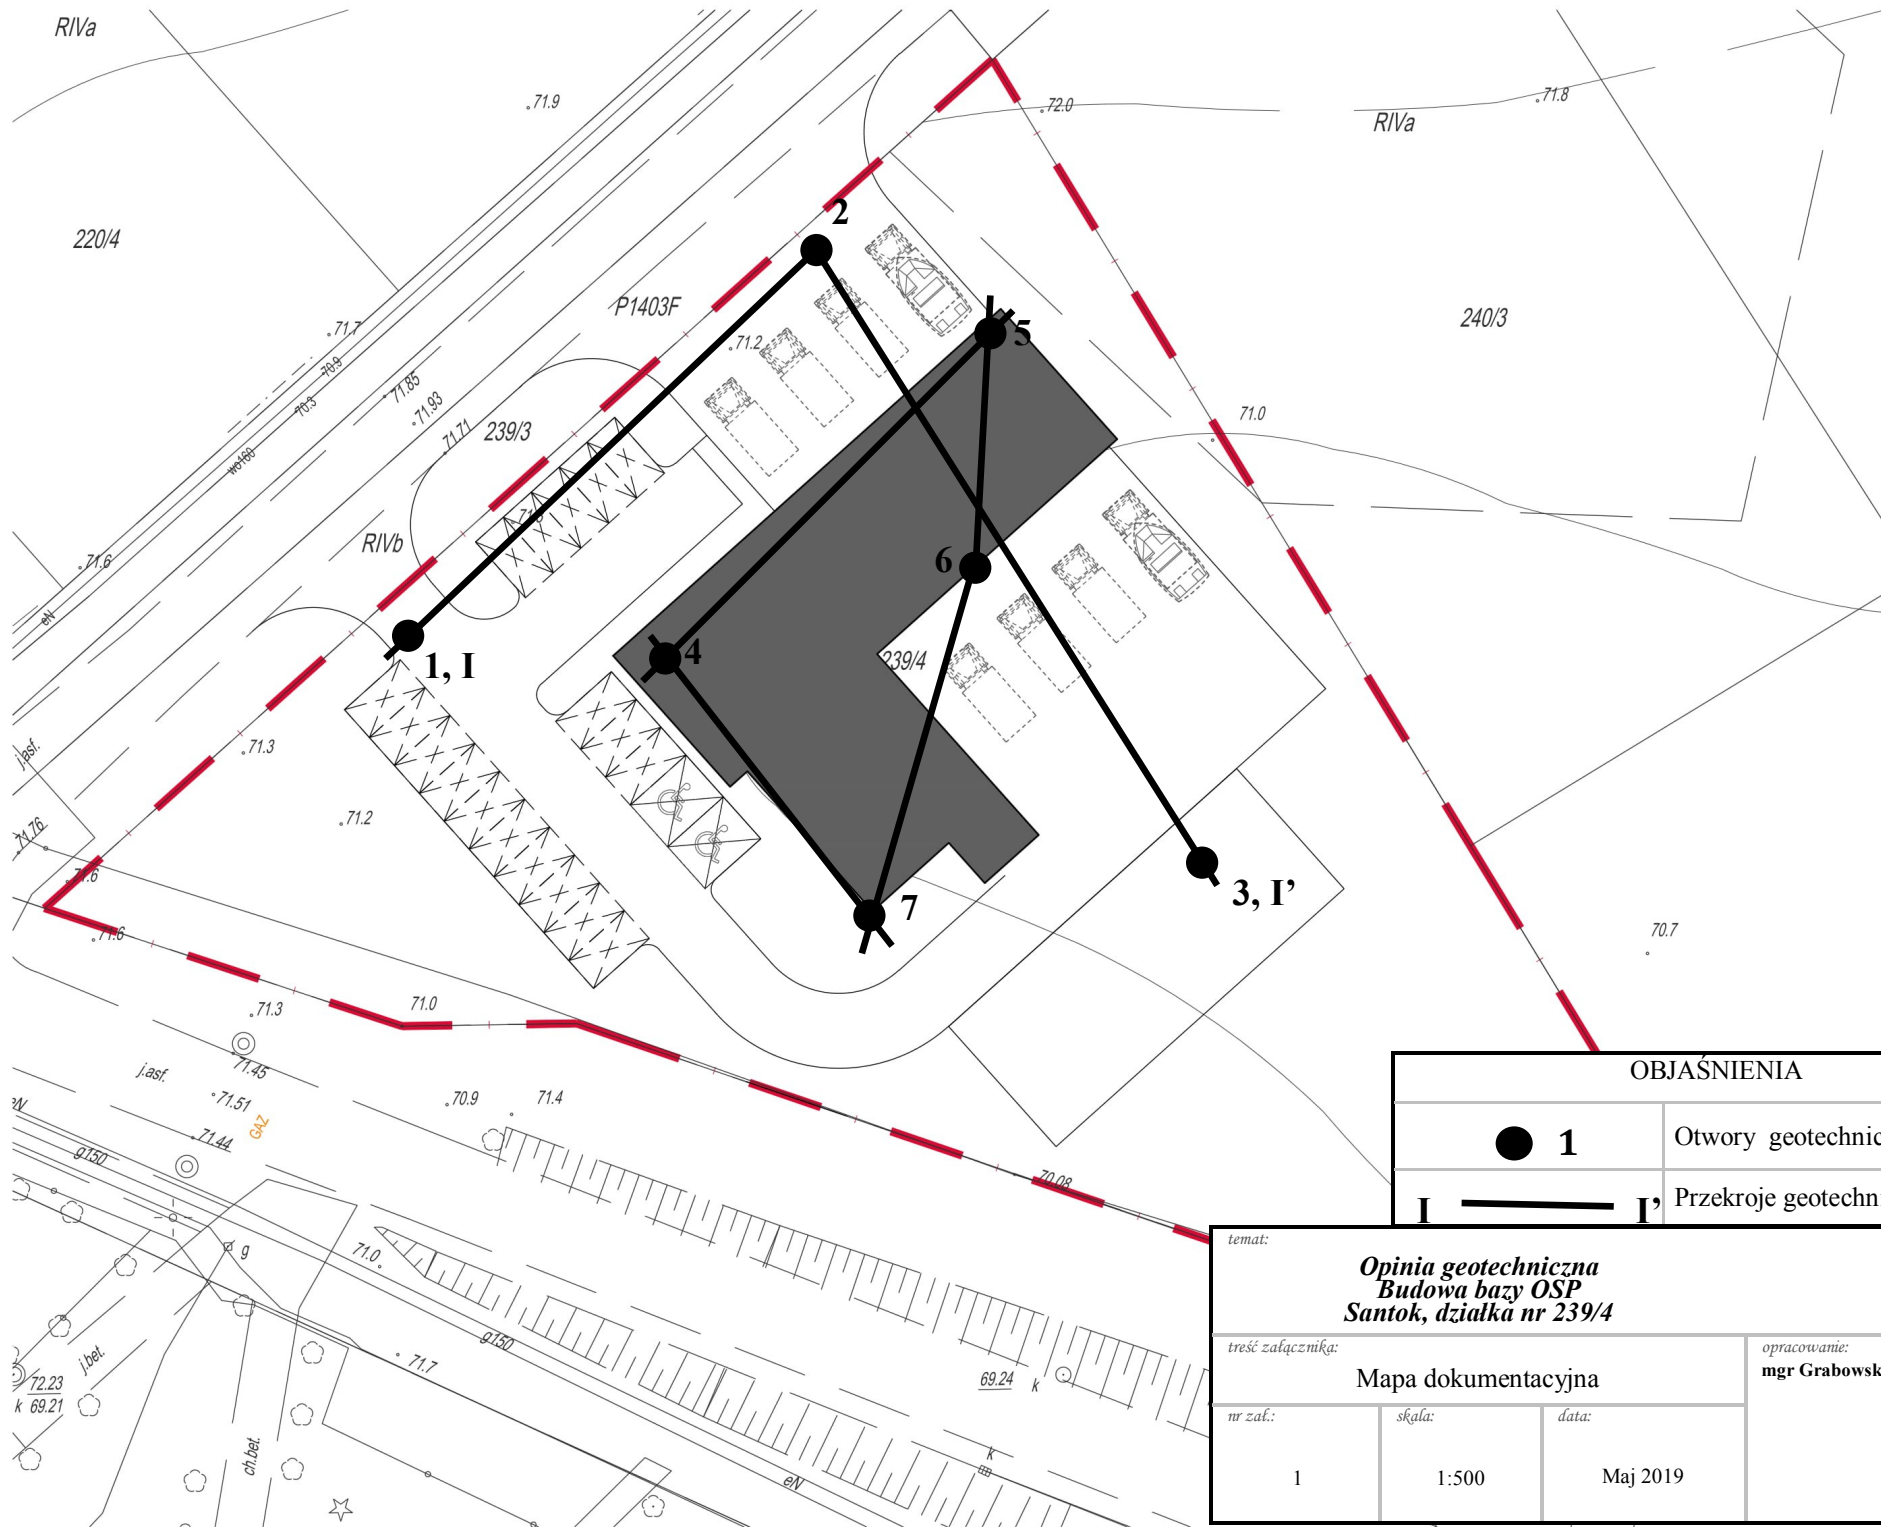 RIVa
71.9
72.0
71.8
RIVa
220/4
2
P1403F
240/3
71.7
71.2
5
70.9
71.85
70.3
71.93
71.71
239/3
71.0
wo160
RIVb
71.6
6
eN
4
239/4
1, I
71.3
j.asf.
71.2
71.76
71.6
3, I’
7
71.6
70.7
71.3
71.0
71.45
j.asf.
71.51
70.9
71.4
GAZ
71.44
g150
70.08
g
71.0
g150
j.bet.
71.7
72.23
k 69.21
69.24 k
ch.bet.
k
eN
OBJAŚNIENIA
1
Otwory geotechnic
I I’
Przekroje geotechni
temat:
Opinia geotechniczna
Budowa bazy OSP
Santok, działka nr 239/4
treść załącznika:
Mapa dokumentacyjna
opracowanie:
mgr Grabowsk
nr zał.:
1
skala:
1:500
data:
Maj 2019